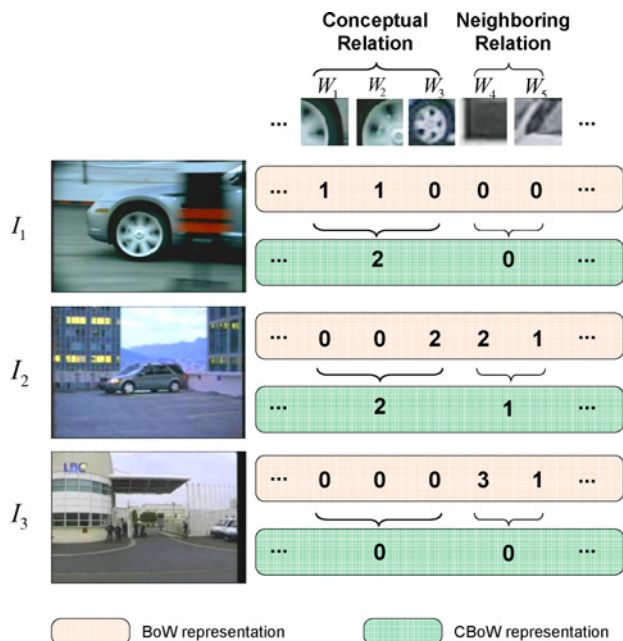 Conceptual Relation
Neighboring Relation
W1 W2 W3 W4 W5
... ...
I1
... 1 1 0 0 0 ...
... 2 0 ...
I2
... 0 0 2 2 1 ...
... 2 1 ...
I3
LBC
... 0 0 0 3 1 ...
... 0 0 ...
BoW representation
CBoW representation